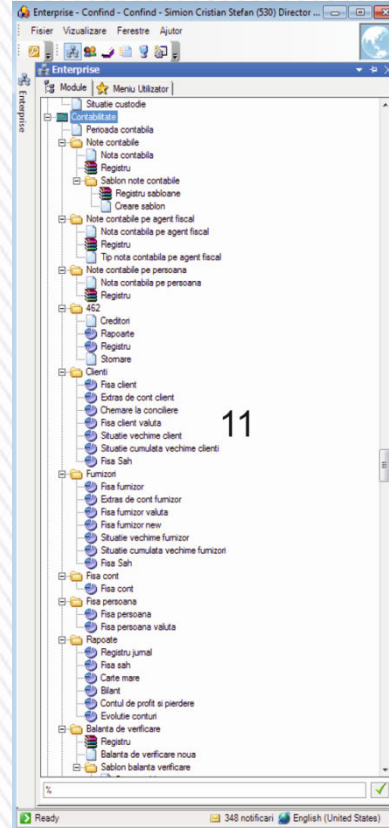 Enterprise - Confind - Confind - Simion Cristian Stefan (530) Director ...
Fisier Vizualizare Ferestre Ajutor
Enterprise
Enterprise
Module Meniu Utilizator
Situatie custodie
Contabilitate
Perioada contabila
Note contabile
Nota contabila
Registru
Sablon note contabile
Registru sabloane
Creare sablon
Note contabile pe agent fiscal
Nota contabila pe agent fiscal
Registru
Tip nota contabila pe agent fiscal
Note contabile pe persoana
Nota contabila pe persoana
Registru
462
Creditori
Rapoarte
Registru
Stornare
Clienti
Fisa client
Extras de cont client
Chemare la conciliere
Fisa client valuta
11
Situatie vechime client
Situatie cumulata vechime clienti
Fisa Sah
Furnizori
Fisa furnizor
Extras de cont furnizor
Fisa furnizor valuta
Fisa furnizor new
Situatie vechime furnizor
Situatie cumulata vechime furnizori
Fisa Sah
Fisa cont
Fisa cont
Fisa persoana
Fisa persoana
Fisa persoana valuta
Rapoate
Registru jurnal
Fisa sah
Carte mare
Bilant
Contul de profit si pierdere
Evolutie conturi
Balanta de verificare
Registru
Balanta de verificare noua
Sablon balanta verificare
%
Ready 348 notificari English (United States)